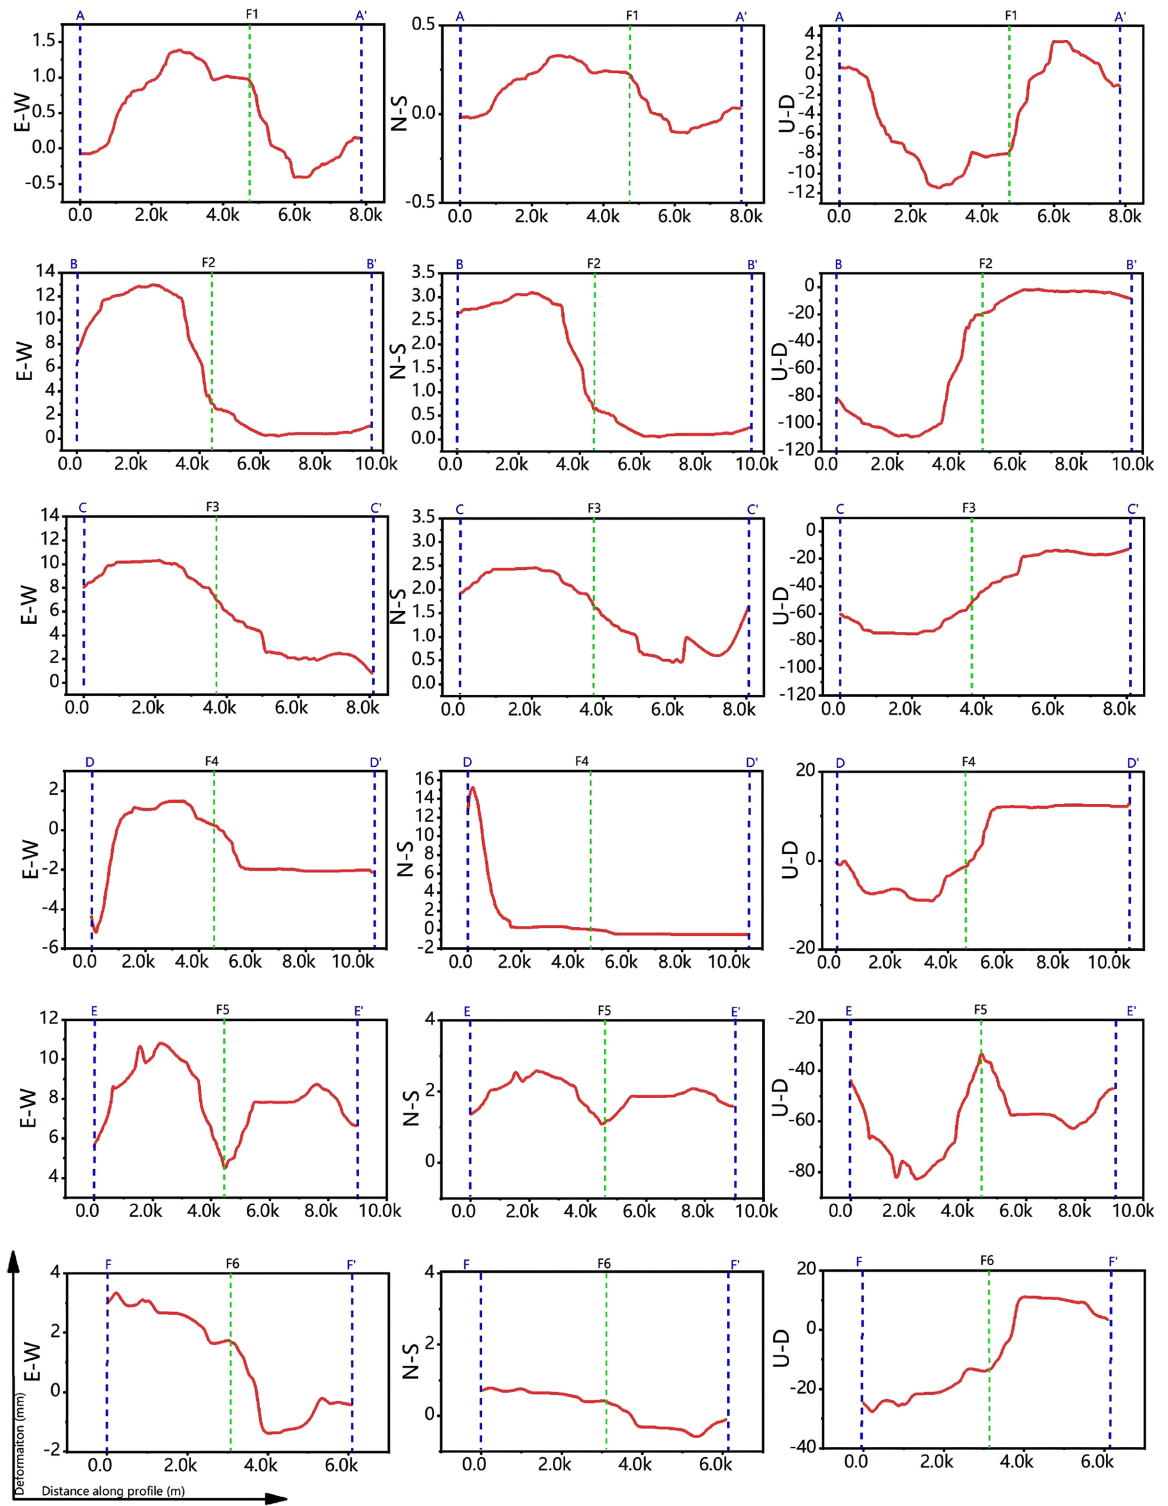 A F1 A'
E-W
1.5
1.0
0.5
0.0
-0.5
0.0 2.0k 4.0k 6.0k 8.0k
A F1 A'
N-S
0.5
0.0
-0.5
0.0 2.0k 4.0k 6.0k 8.0k
A F1 A'
U-D
4
2
0
-2
-4
-6
-8
-10
-12
0.0 2.0k 4.0k 6.0k 8.0k
B F2 B'
E-W
14
12
10
8
6
4
2
0
0.0 2.0k 4.0k 6.0k 8.0k 10.0k
B F2 B'
N-S
3.5
3.0
2.5
2.0
1.5
1.0
0.5
0.0
0.0 2.0k 4.0k 6.0k 8.0k 10.0k
B F2 B'
U-D
0
-20
-40
-60
-80
-100
-120
0.0 2.0k 4.0k 6.0k 8.0k 10.0k
C F3 C'
E-W
14
12
10
8
6
4
2
0
0.0 2.0k 4.0k 6.0k 8.0k
C F3 C'
N-S
3.5
3.0
2.5
2.0
1.5
1.0
0.5
0.0
0.0 2.0k 4.0k 6.0k 8.0k
C F3 C'
U-D
0
-20
-40
-60
-80
-100
-120
0.0 2.0k 4.0k 6.0k 8.0k
D F4 D'
E-W
2
0
-2
-4
-6
0.0 2.0k 4.0k 6.0k 8.0k 10.0k
D F4 D'
N-S
16
14
12
10
8
6
4
2
0
-2
0.0 2.0k 4.0k 6.0k 8.0k 10.0k
D F4 D'
U-D
20
0
-20
0.0 2.0k 4.0k 6.0k 8.0k 10.0k
E F5 E'
E-W
12
10
8
6
4
0.0 2.0k 4.0k 6.0k 8.0k 10.0k
E F5 E'
N-S
4
2
0
0.0 2.0k 4.0k 6.0k 8.0k 10.0k
E F5 E'
U-D
-20
-40
-60
-80
0.0 2.0k 4.0k 6.0k 8.0k 10.0k
F F6 F'
E-W
4
2
0
-2
0.0 2.0k 4.0k 6.0k
F F6 F'
N-S
4
2
0
0.0 2.0k 4.0k 6.0k
F F6 F'
U-D
20
0
-20
-40
0.0 2.0k 4.0k 6.0k
Deformaiton (mm)
Distance along profile (m)